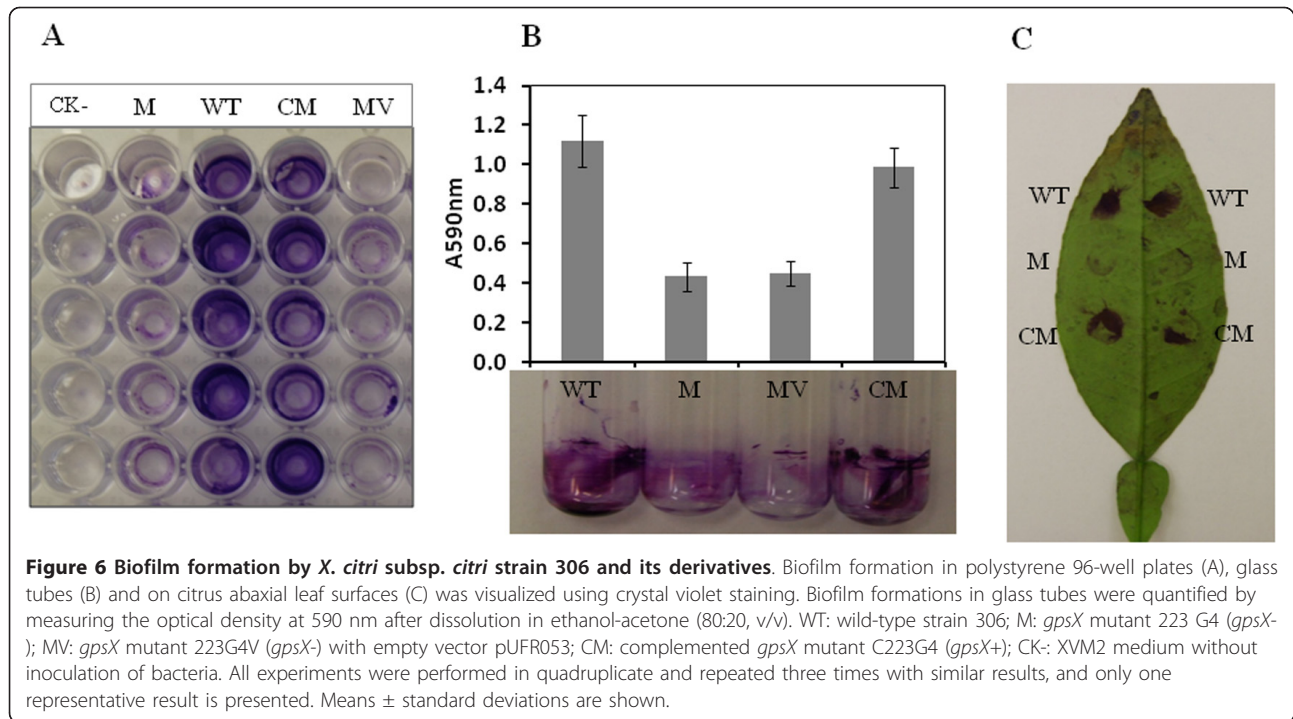 A
B
C
CK- M WT CM MV
1.4
1.2
1.0
0.8
0.6
0.4
0.2
0.0
A590nm
WT M MV CM
WT WT
M M
CM CM
Figure 6 Biofilm formation by X. citri subsp. citri strain 306 and its derivatives. Biofilm formation in polystyrene 96-well plates (A), glass
tubes (B) and on citrus abaxial leaf surfaces (C) was visualized using crystal violet staining. Biofilm formations in glass tubes were quantified by
measuring the optical density at 590 nm after dissolution in ethanol-acetone (80:20, v/v). WT: wild-type strain 306; M: gpsX mutant 223 G4 (gpsX-
); MV: gpsX mutant 223G4V (gpsX-) with empty vector pUFR053; CM: complemented gpsX mutant C223G4 (gpsX+); CK-: XVM2 medium without
inoculation of bacteria. All experiments were performed in quadruplicate and repeated three times with similar results, and only one
representative result is presented. Means ± standard deviations are shown.